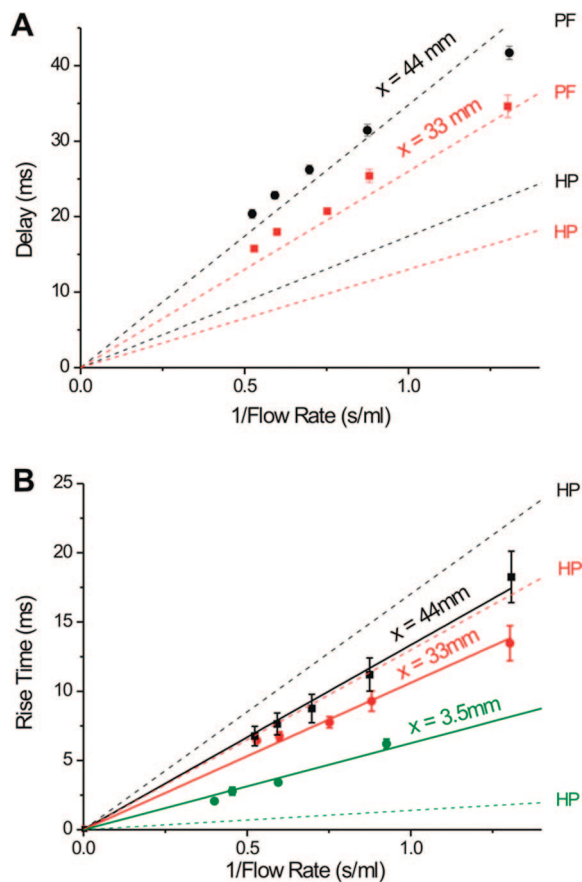 A
PF
x = 44 mm
40
PF
x = 33 mm
30
Delay (ms)
20
HP
10
HP
0
0.0
0.5
1.0
1/Flow Rate (s/ml)
B
25
HP
20
HP
x = 44mm
15
Rise Time (ms)
x = 33mm
10
x = 3.5mm
5
HP
0
0.0
0.5
1.0
1/Flow Rate (s/ml)